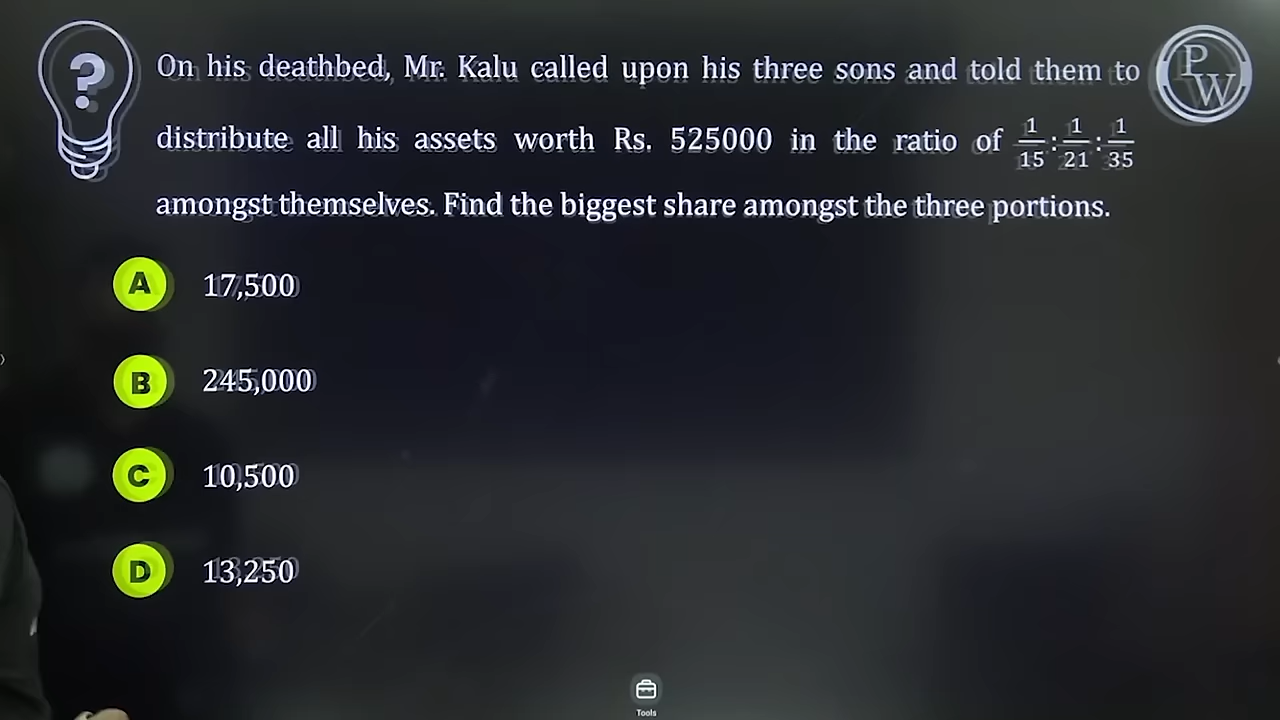 On his deathbed, Mr. Kalu called upon his three sons and told them to
distribute all his assets worth Rs. 525000 in the ratio of 1/15 : 1/21 : 1/35
amongst themselves. Find the biggest share amongst the three portions.
A 17,500
B 245,000
C 10,500
D 13,250
PW
?
Tools